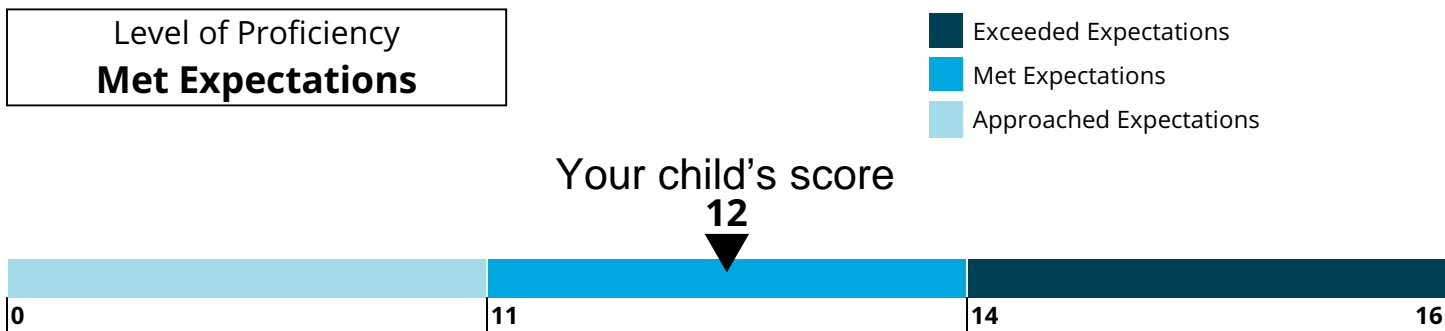 Level of Proficiency
Met Expectations
Exceeded Expectations
Met Expectations
Approached Expectations
Your child's score
12
0 11 14 16